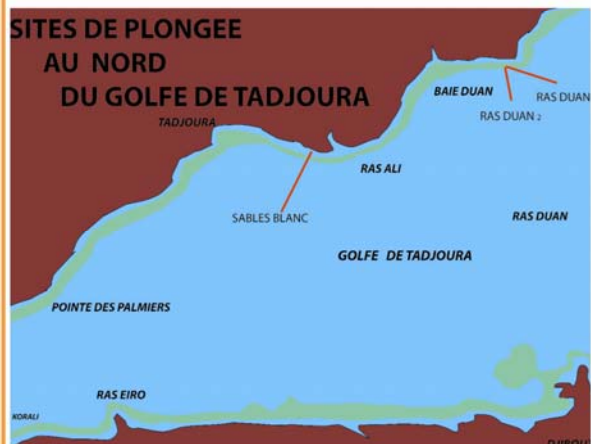 SITES DE PLONGEE
AU NORD
DU GOLFE DE TADJOURA
TADJOURA
BAIE DUAN
RAS DUAN
RAS DUAN 2
RAS ALI
SABLES BLANC
RAS DUAN
GOLFE DE TADJOURA
POINTE DES PALMIERS
RAS EIRO
KORALI